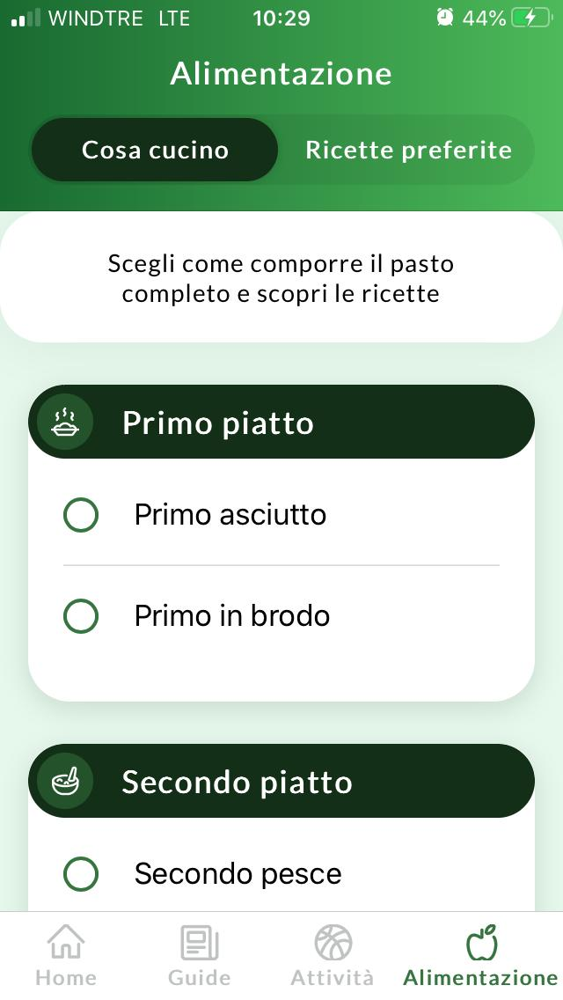 WINDTRE LTE 10:29 44%
Alimentazione
Cosa cucino Ricette preferite
Scegli come comporre il pasto
completo e scopri le ricette
Primo piatto
Primo asciutto
Primo in brodo
Secondo piatto
Secondo pesce
Home Guide Attività Alimentazione